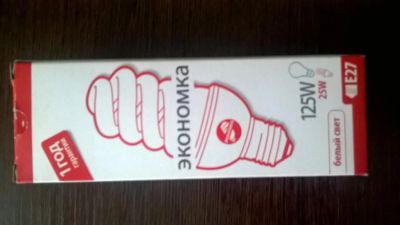 E27
125W
25W
белый свет
экономка
1 год
гарантии